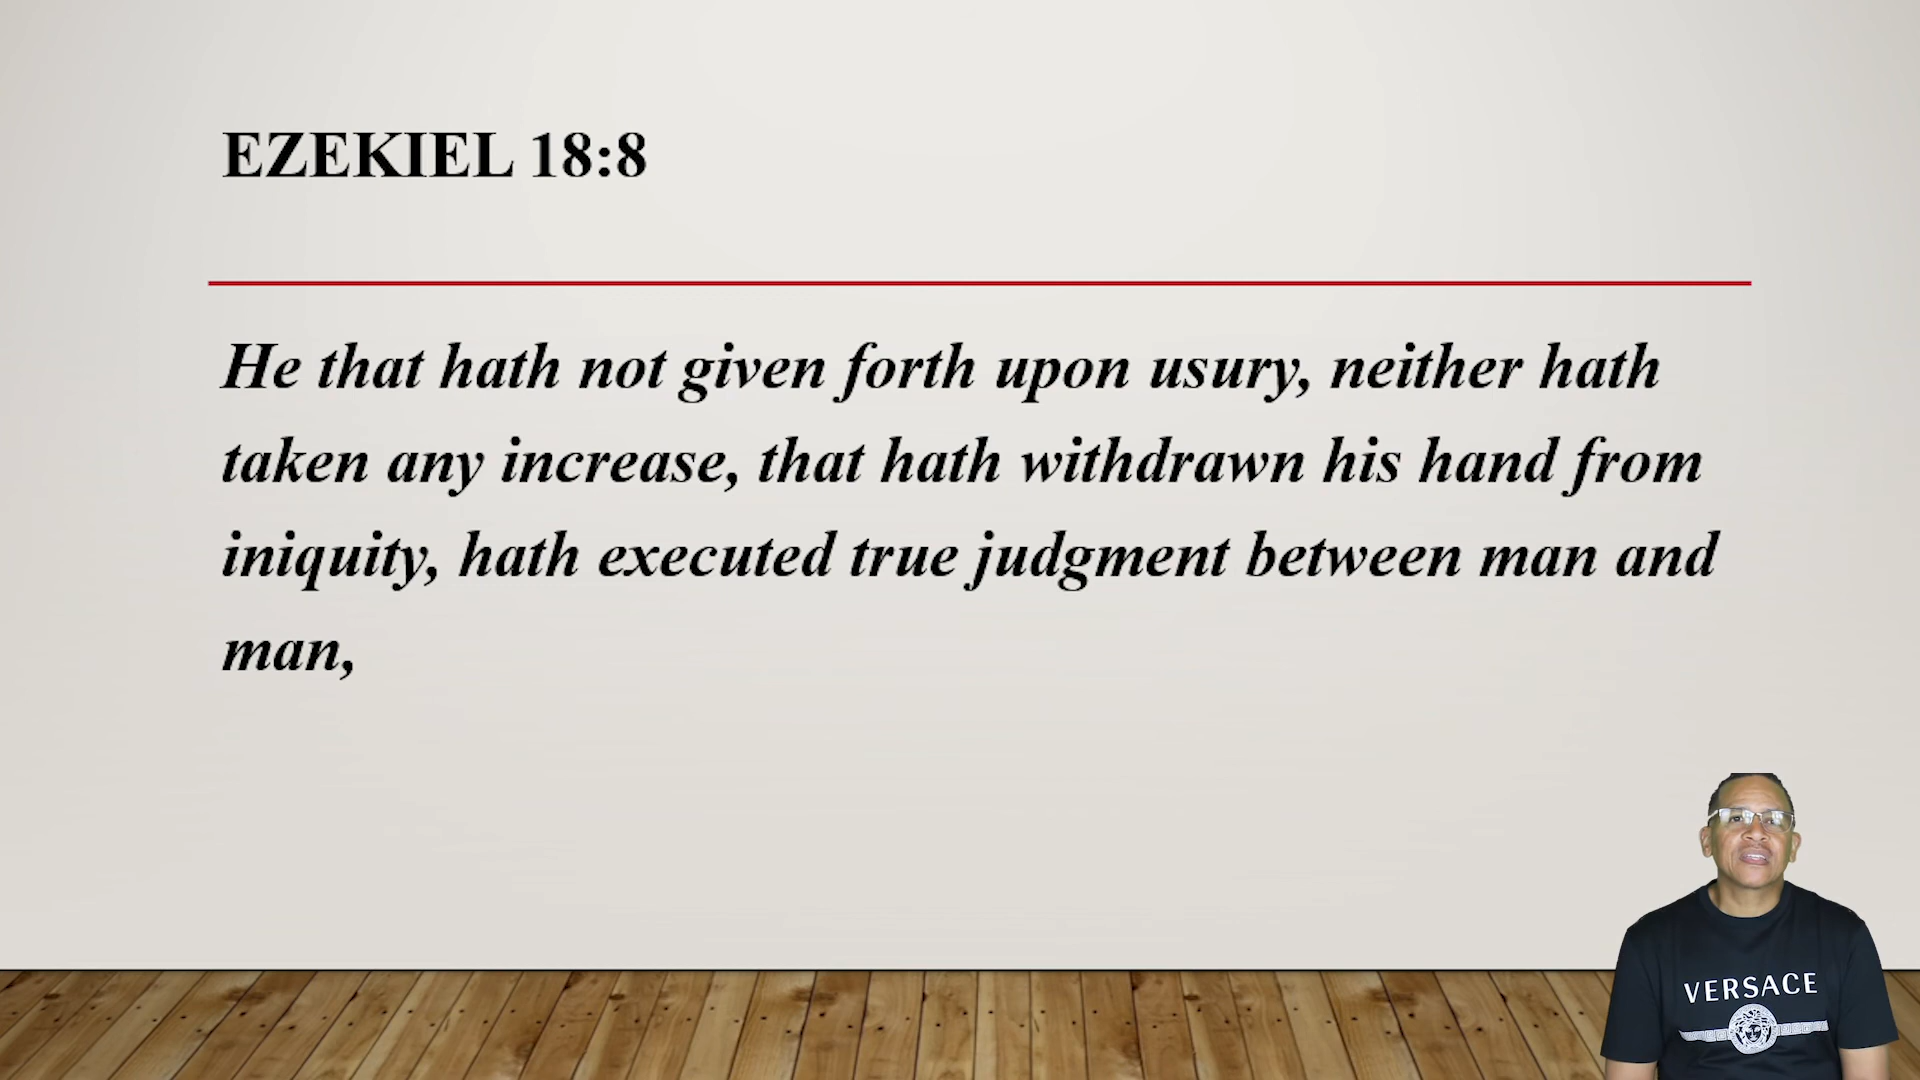 EZEKIEL 18:8
He that hath not given forth upon usury, neither hath
taken any increase, that hath withdrawn his hand from
iniquity, hath executed true judgment between man and
man,
VERSACE